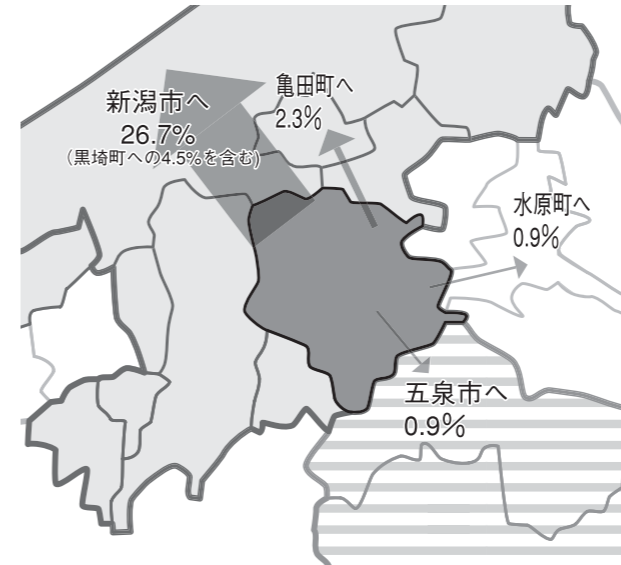 新潟市へ
26.7%
(黒埼町への4.5%を含む)
亀田町へ
2.3%
水原町へ
0.9%
五泉市へ
0.9%